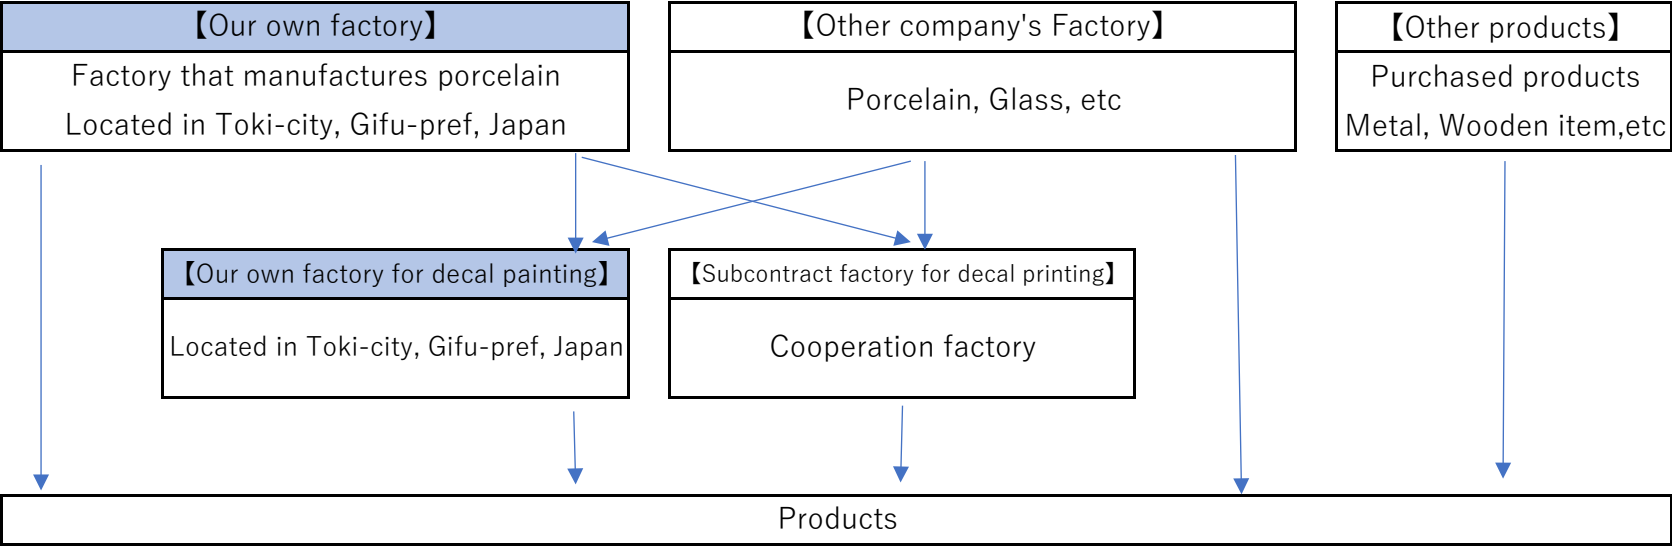 【Our own factory】
Factory that manufactures porcelain
Located in Toki-city, Gifu-pref, Japan
【Other company's Factory】
Porcelain, Glass, etc
【Other products】
Purchased products
Metal, Wooden item,etc
【Our own factory for decal painting】
Located in Toki-city, Gifu-pref, Japan
【Subcontract factory for decal printing】
Cooperation factory
Products